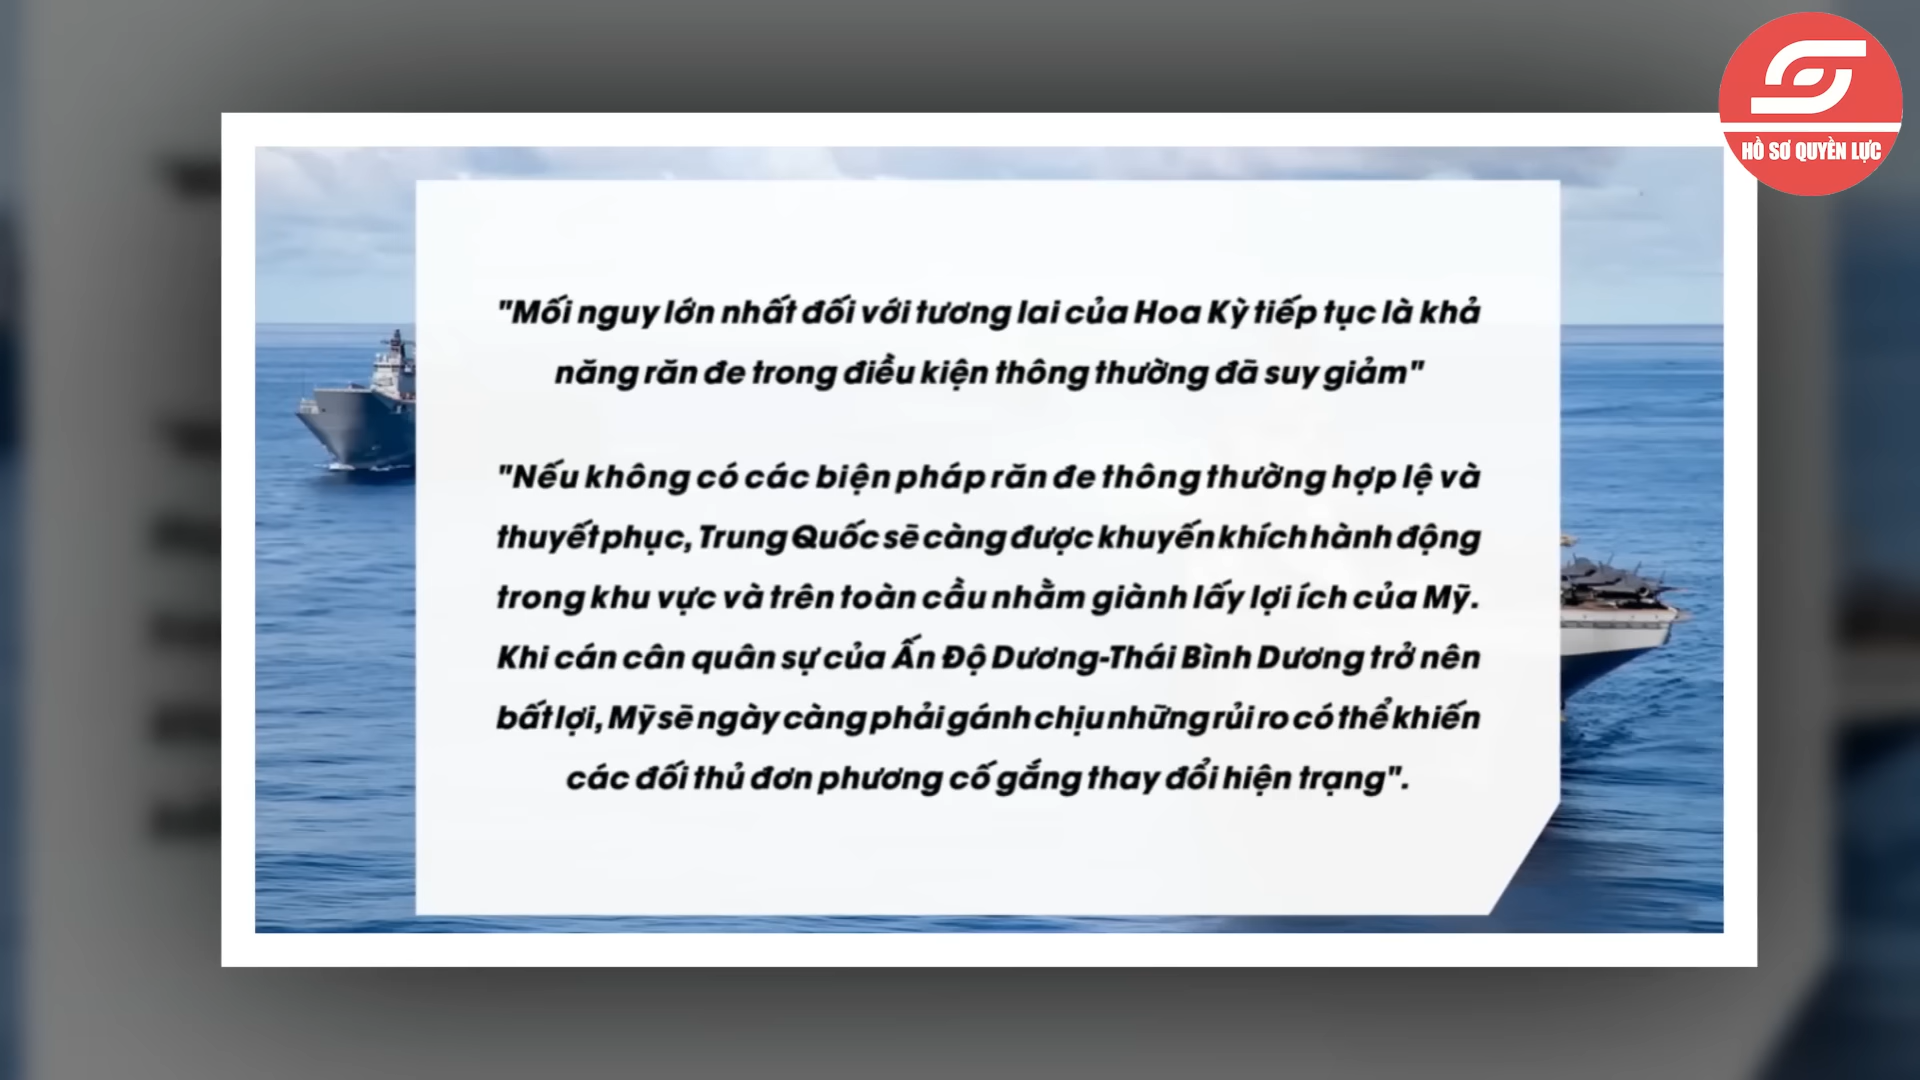 HỒ SƠ QUYỀN LỰC
"Mối nguy lớn nhất đối với tương lai của Hoa Kỳ tiếp tục là khả
năng răn đe trong điều kiện thông thường đã suy giảm"
"Nếu không có các biện pháp răn đe thông thường hợp lệ và
thuyết phục, Trung Quốc sẽ càng được khuyến khích hành động
trong khu vực và trên toàn cầu nhằm giành lấy lợi ích của Mỹ.
Khi cán cân quân sự của Ấn Độ Dương-Thái Bình Dương trở nên
bất lợi, Mỹ sẽ ngày càng phải gánh chịu những rủi ro có thể khiến
các đối thủ đơn phương cố gắng thay đổi hiện trạng".